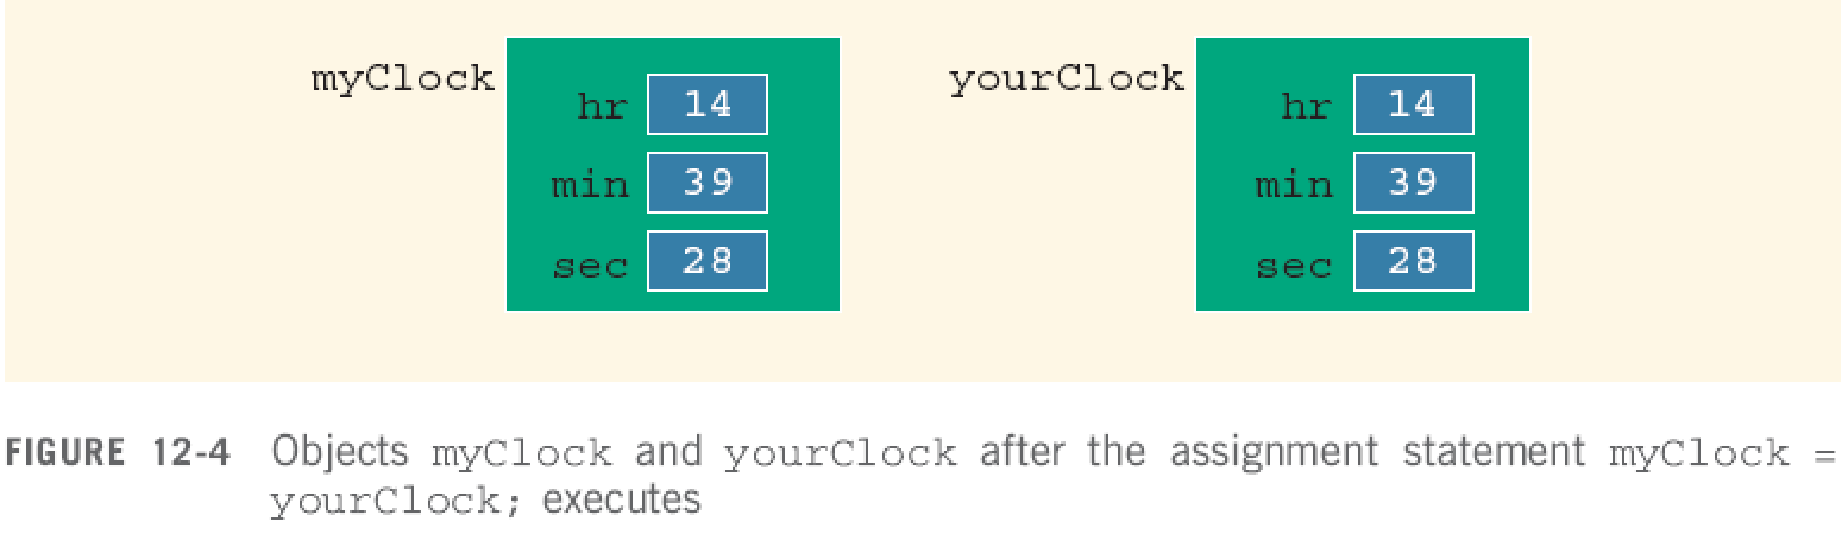 myClock yourClock
hr 14 hr 14
min 39 min 39
sec 28 sec 28
FIGURE 12-4 Objects myClock and yourClock after the assignment statement myClock =
yourClock; executes